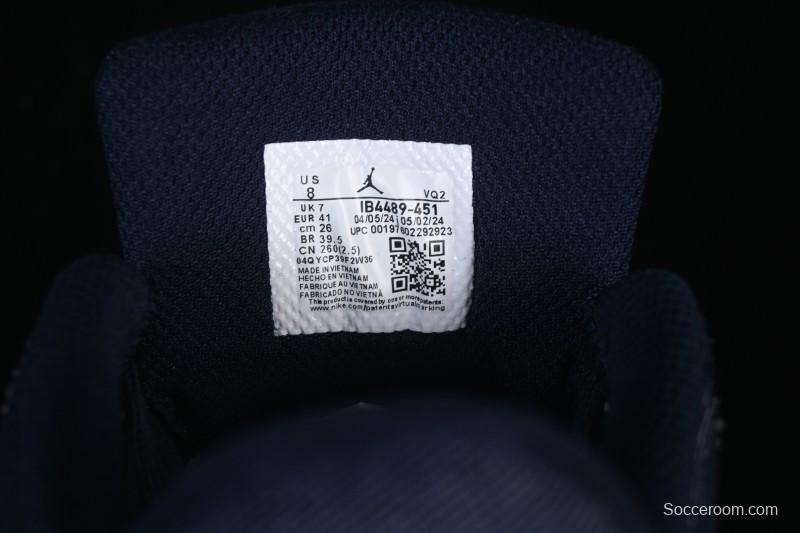 US
8
VQ2
UK 7
IB4489-451
EUR 41
04/05/24 | 05/02/24
cm 26
UPC 00197602292923
BR 39.5
CN 260(2.5)
04QYCP39F2W36
MADE IN VIETNAM
HECHO EN VIETNAM
FABRIQUE AU VIETNAM
FABRICADO NO VIETNÃ
This product is covered by one or more patents.
www.nike.com/patentsvirtualmarking
Socceroom.com